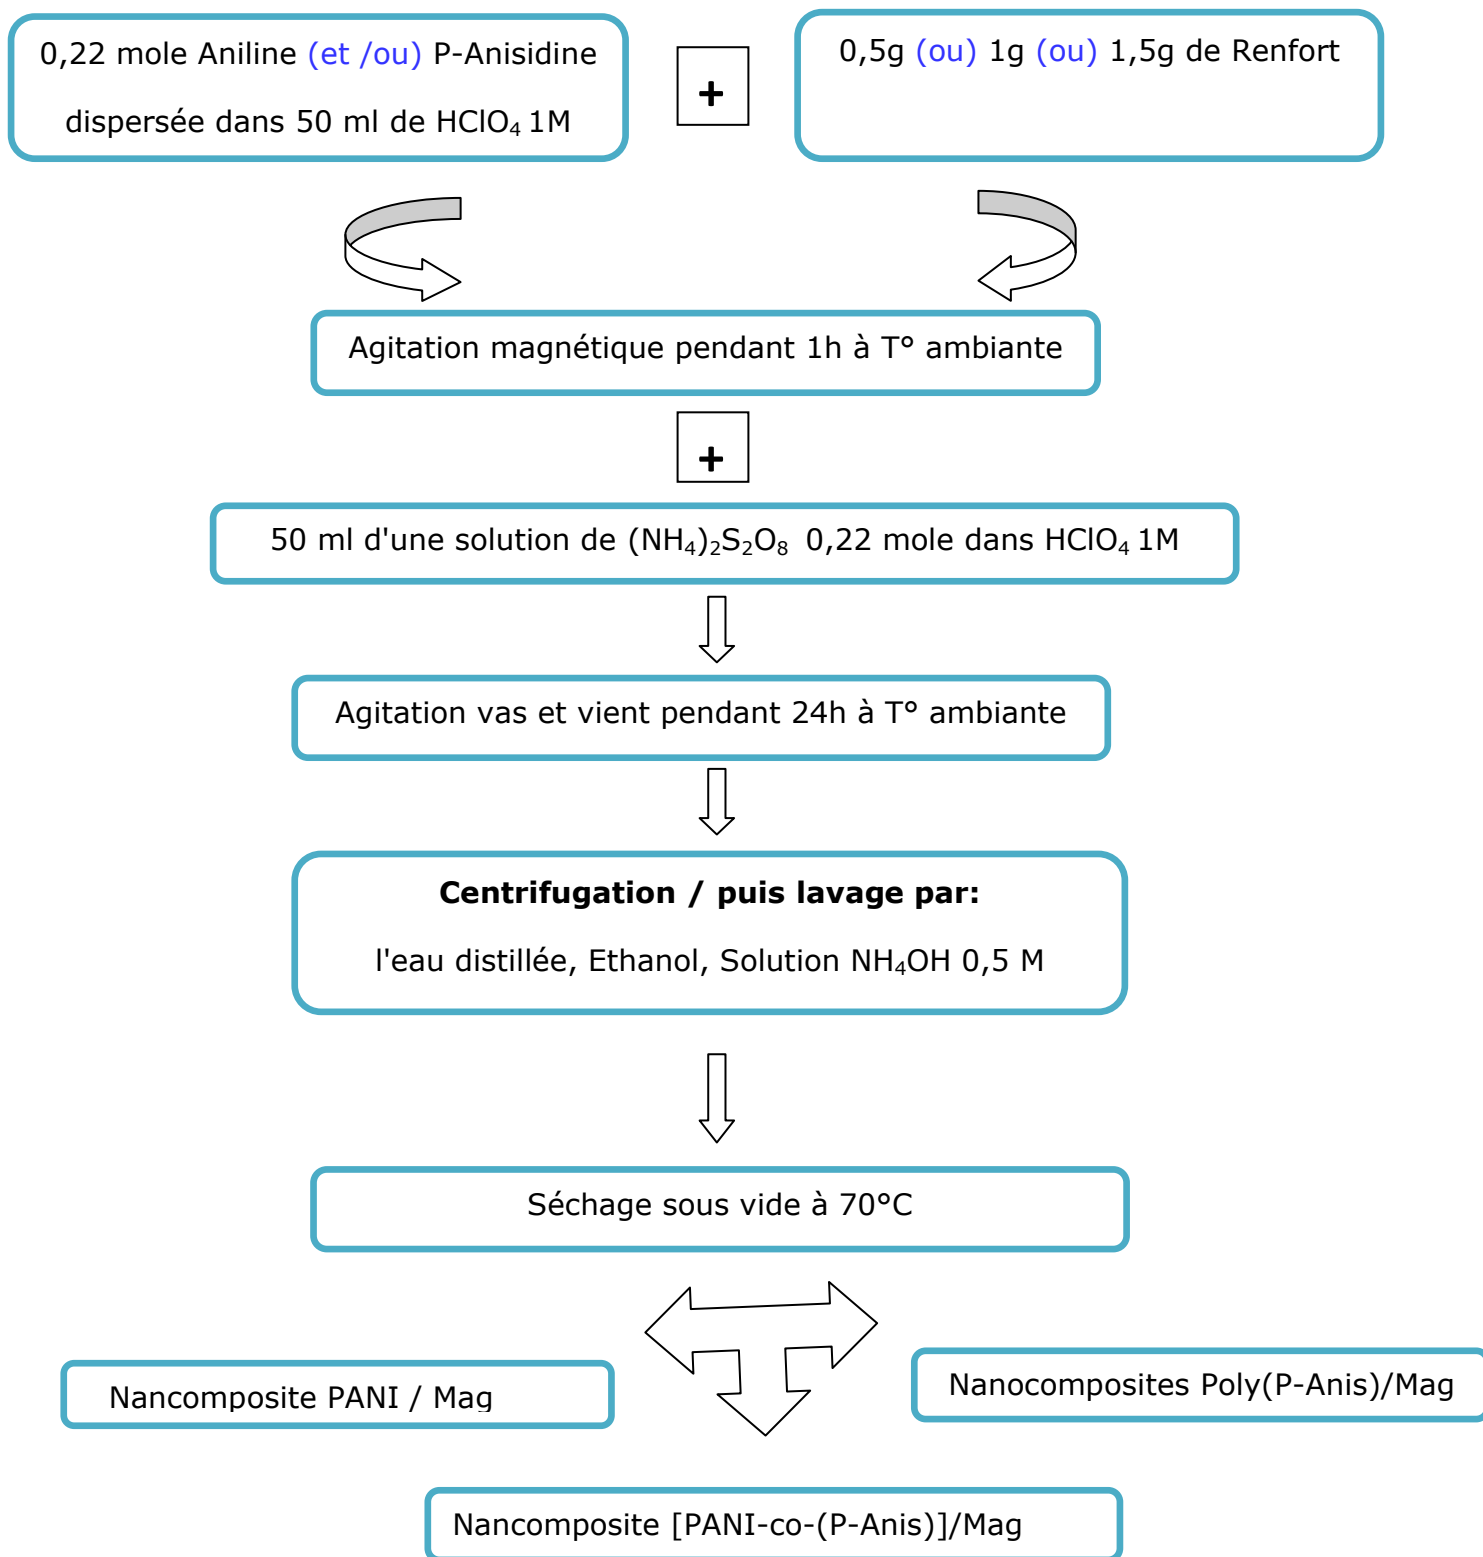 0,22 mole Aniline (et /ou) P-Anisidine
dispersée dans 50 ml de HClO₄ 1M
+
0,5g (ou) 1g (ou) 1,5g de Renfort
Agitation magnétique pendant 1h à T° ambiante
+
50 ml d'une solution de (NH₄)₂S₂O₈ 0,22 mole dans HClO₄ 1M
Agitation vas et vient pendant 24h à T° ambiante
Centrifugation / puis lavage par:
l'eau distillée, Ethanol, Solution NH₄OH 0,5 M
Séchage sous vide à 70°C
Nancomposite PANI / Mag
Nanocomposites Poly(P-Anis)/Mag
Nancomposite [PANI-co-(P-Anis)]/Mag